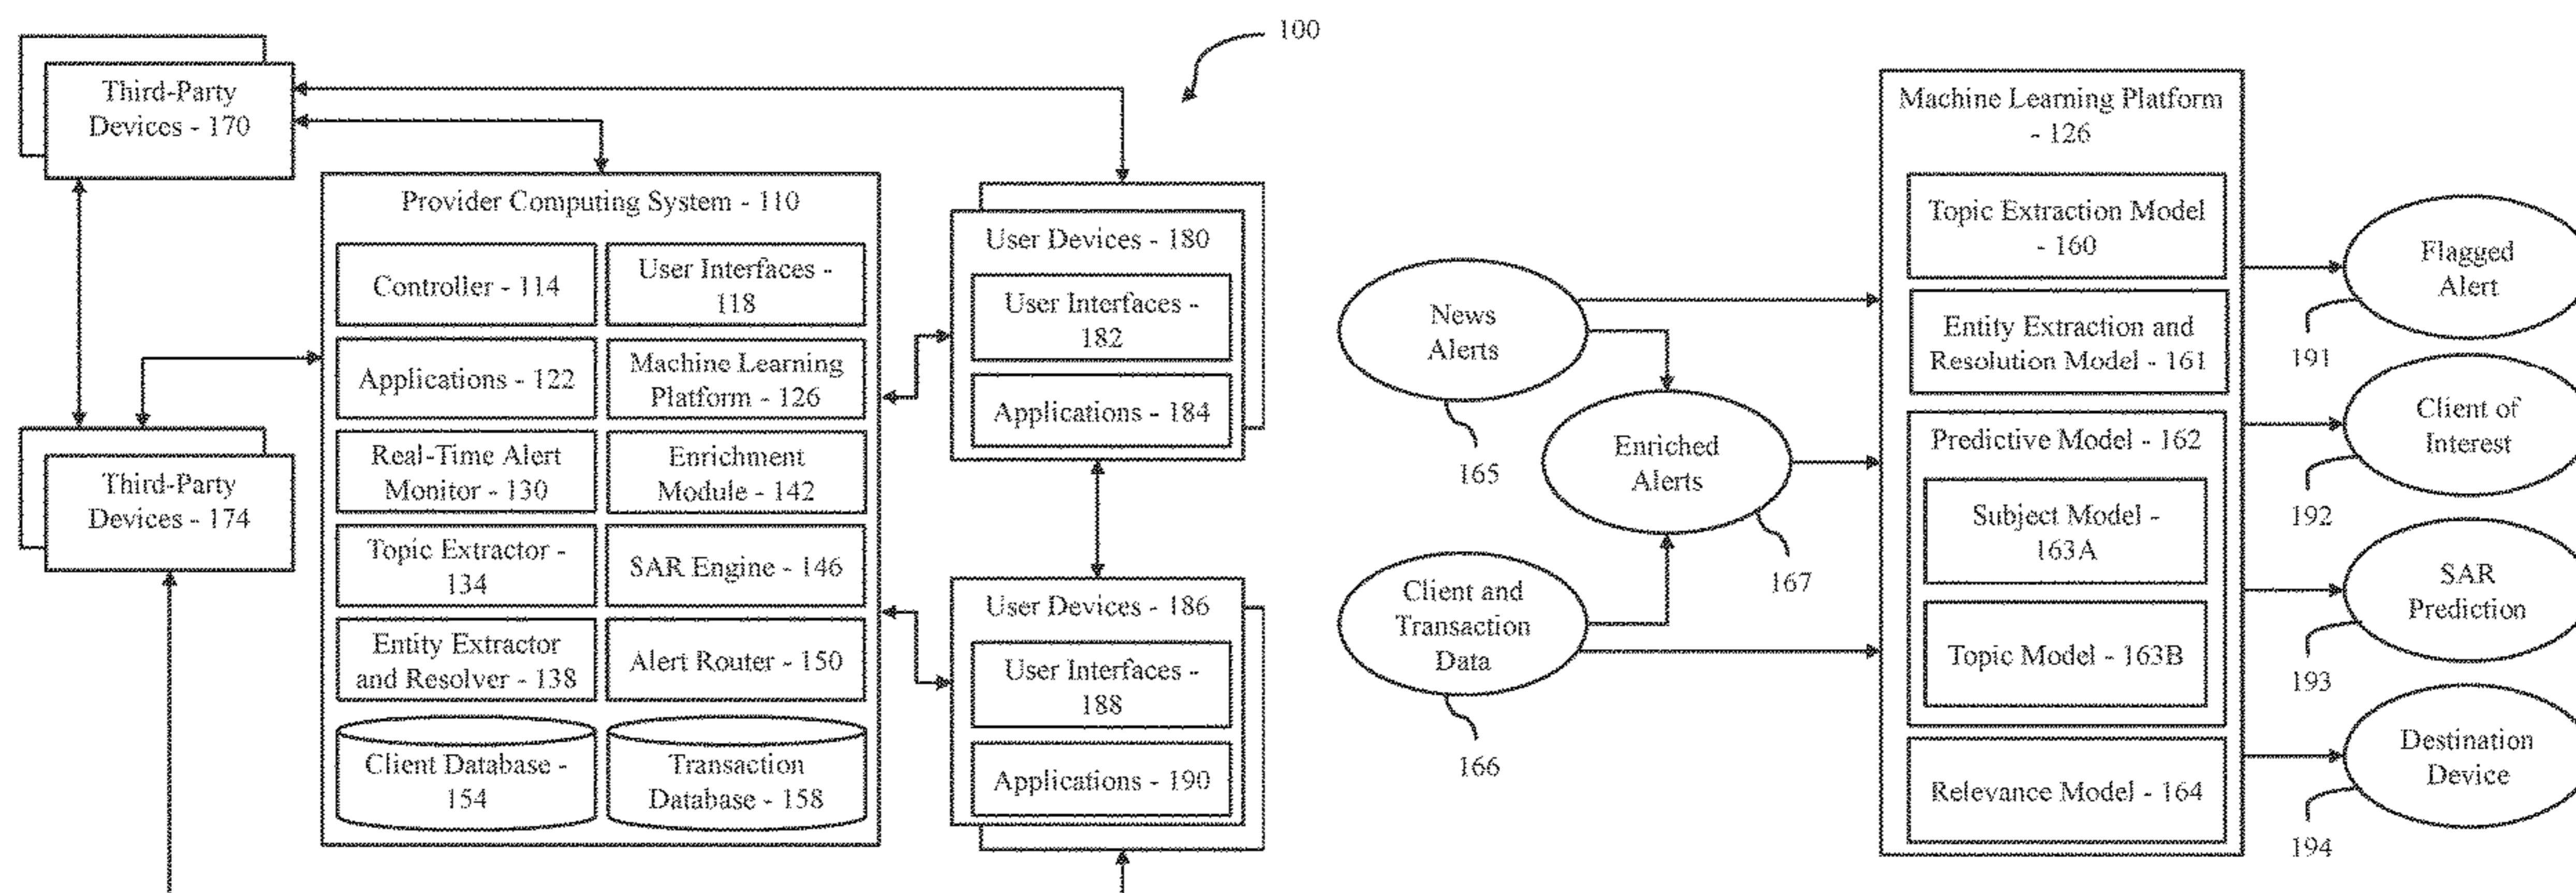 100
Third-Party
Devices - 170
Provider Computing System - 110
Controller - 114
User Interfaces -
118
Applications - 122
Machine Learning
Platform - 126
Real-Time Alert
Monitor - 130
Enrichment
Module - 142
Topic Extractor -
134
SAR Engine - 146
Entity Extractor
and Resolver - 138
Alert Router - 150
Client Database -
154
Transaction
Database - 158
Third-Party
Devices - 174
User Devices - 180
User Interfaces -
182
Applications - 184
User Devices - 186
User Interfaces -
188
Applications - 190
News
Alerts
165
Enriched
Alerts
167
Client and
Transaction
Data
166
Machine Learning Platform
- 126
Topic Extraction Model
- 160
Entity Extraction and
Resolution Model - 161
Predictive Model - 162
Subject Model -
163A
Topic Model - 163B
Relevance Model - 164
Flagged
Alert
191
Client of
Interest
192
SAR
Prediction
193
Destination
Device
194